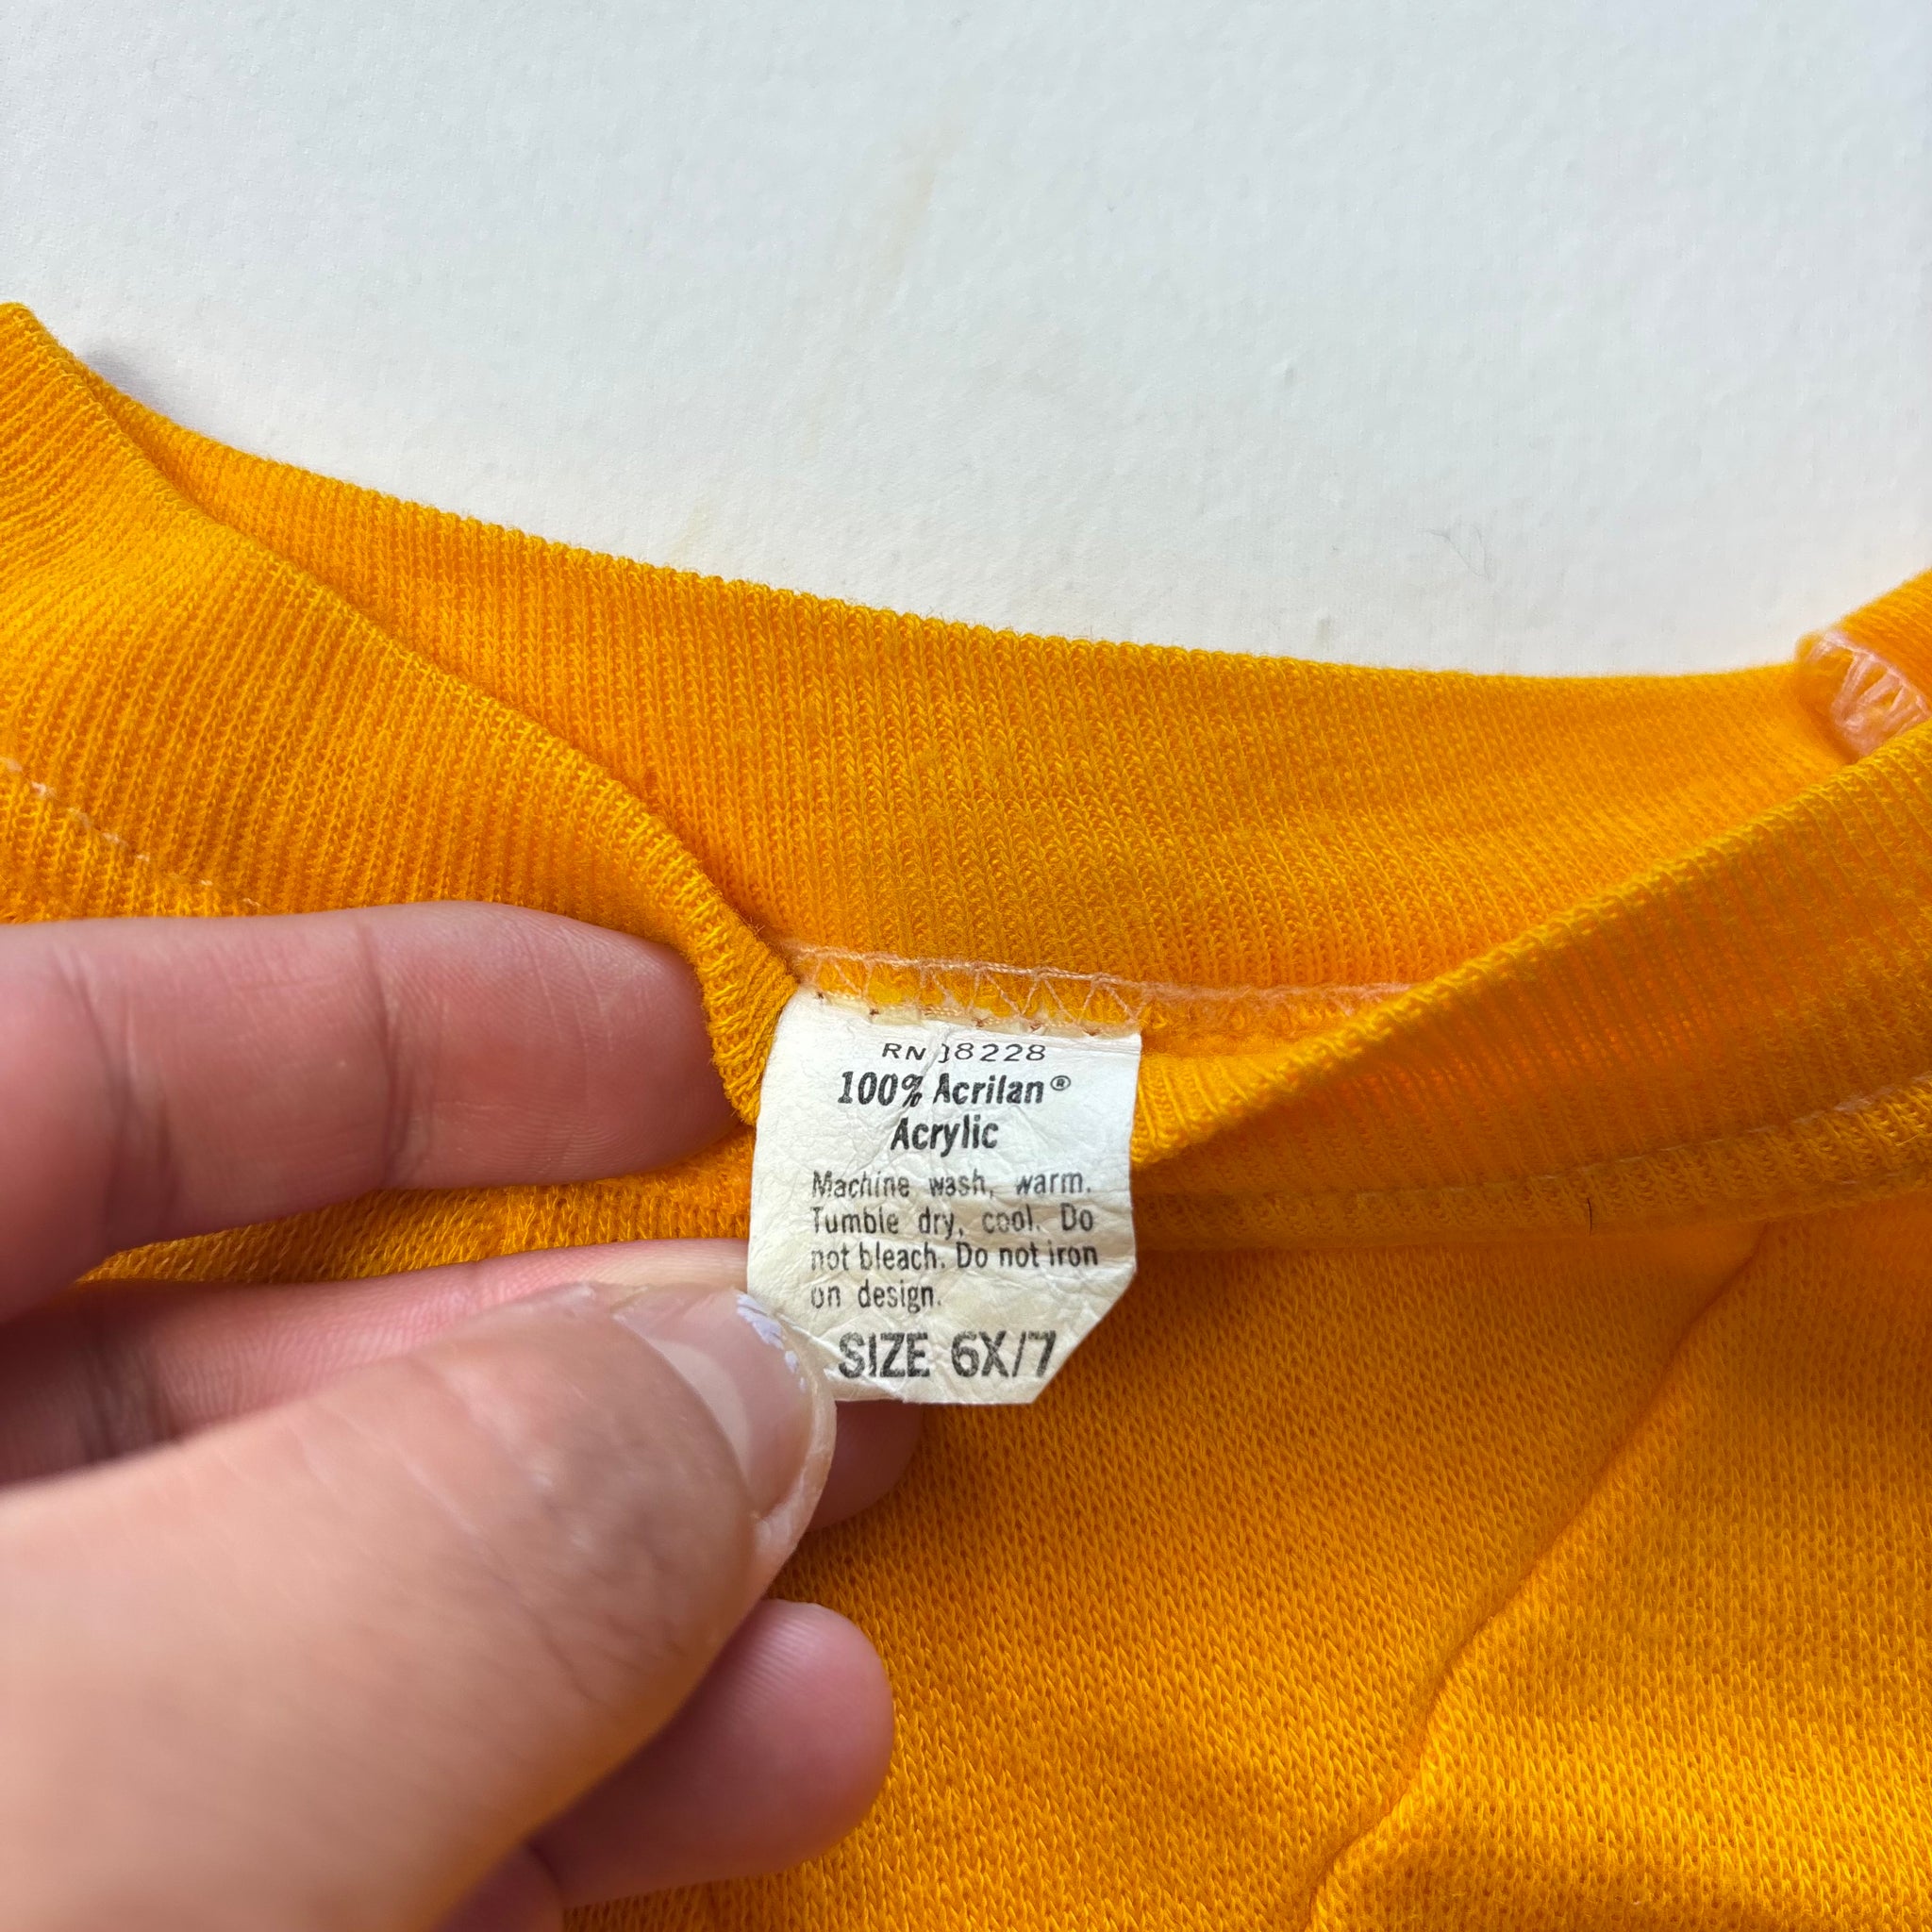 RN 38228
100% Acrilan®
Acrylic
Machine wash, warm.
Tumble dry, cool. Do
not bleach. Do not iron
on design.
SIZE 6X/7